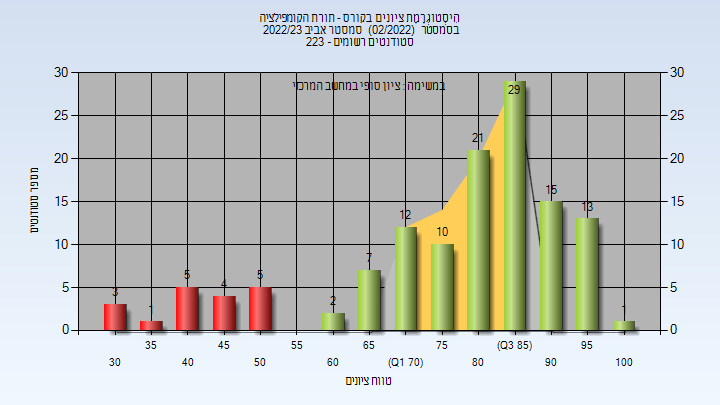 היסטוגרמת ציונים בקורס - תורת הקומפילציה
בסמסטר (02/2022) סמסטר אביב 2022/23
סטודנטים רשומים - 223
במשימה : ציון סופי במחשב המרכזי
מספר סטודנטים
30 30
25 25
20 20
15 15
10 10
5 5
0 0
3 1 5 4 5 2 7 12 10 21 29 15 13 1
35 45 55 65 75 (Q3 85) 95
30 40 50 60 (Q1 70) 80 90 100
טווח ציונים